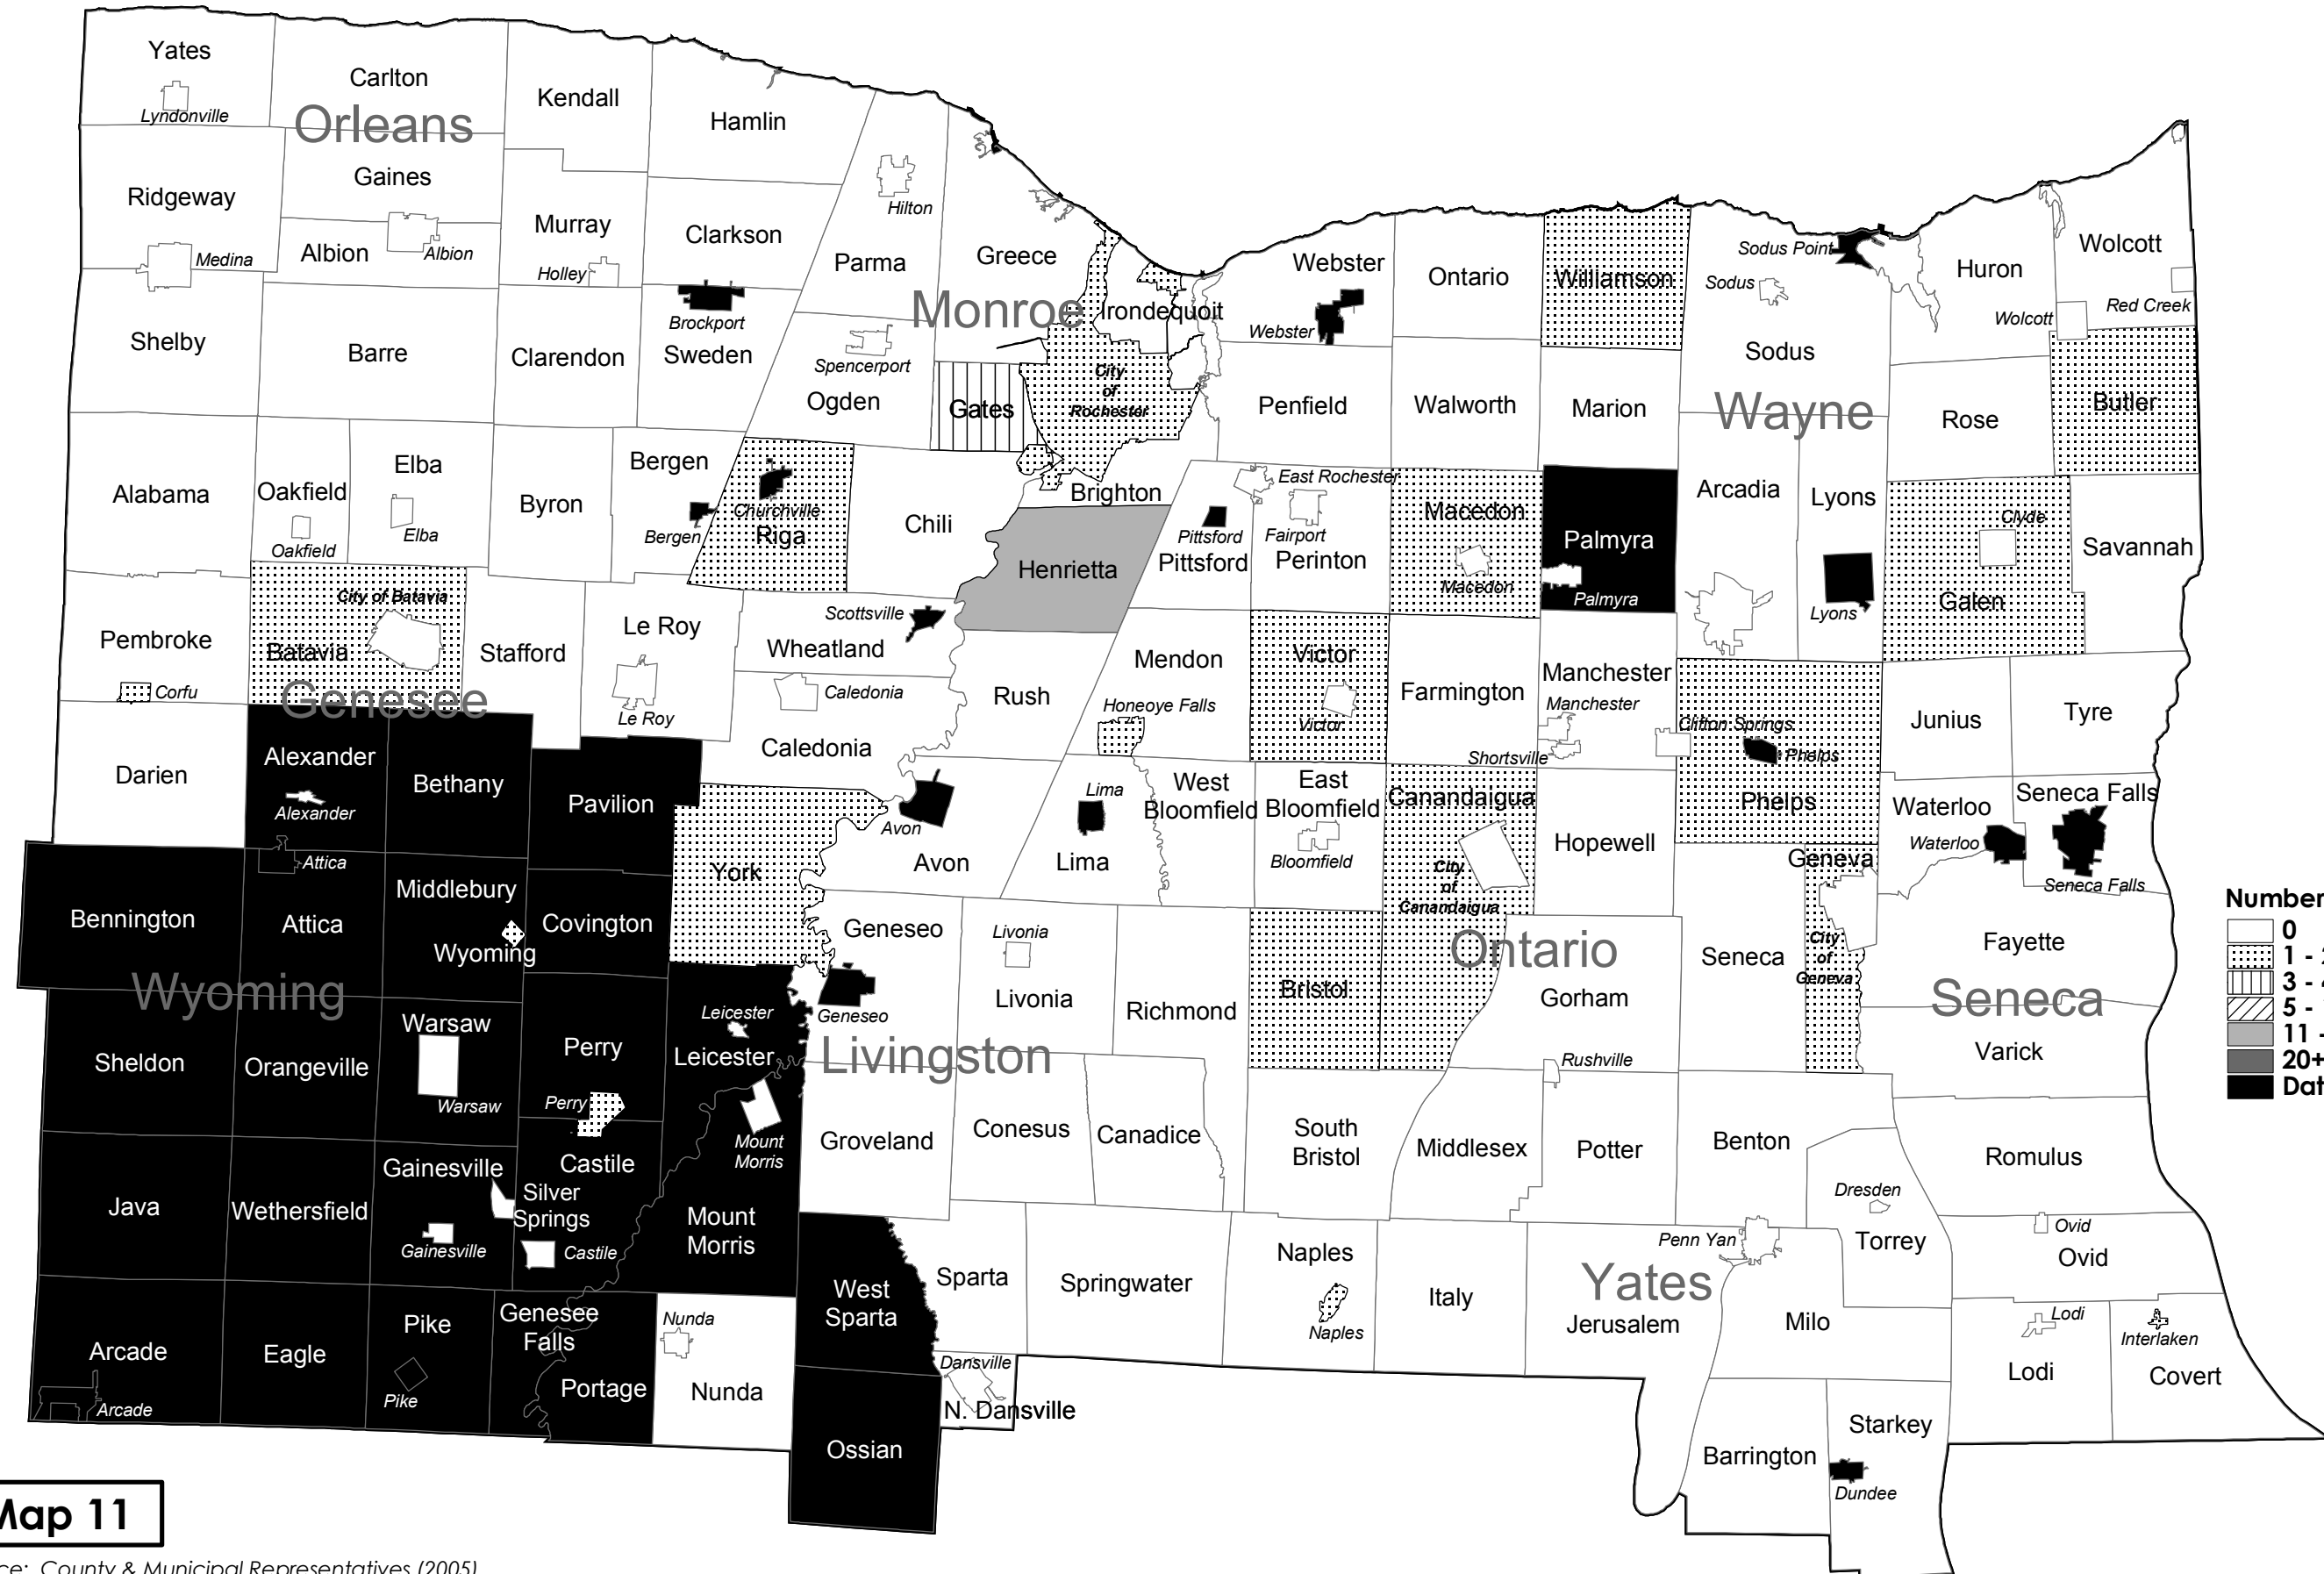 Yates
Lyndonville
Carlton
Orleans
Kendall
Hamlin
Gaines
Ridgeway
Medina
Albion
Albion
Murray
Holley
Clarkson
Hilton
Parma
Greece
Monroe
Irondequoit
Webster
Webster
Ontario
Williamson
Sodus Point
Sodus
Sodus
Huron
Wolcott
Wolcott
Red Creek
Shelby
Barre
Clarendon
Brockport
Sweden
Spencerport
Ogden
Gates
City
of
Rochester
Penfield
Walworth
Marion
Wayne
Rose
Butler
Alabama
Oakfield
Oakfield
Elba
Elba
Byron
Bergen
Bergen
Churchville
Riga
Chili
Brighton
Henrietta
East Rochester
Pittsford
Pittsford
Fairport
Perinton
Macedon
Macedon
Palmyra
Palmyra
Arcadia
Lyons
Lyons
Clyde
Galen
Savannah
Pembroke
Corfu
City of Batavia
Batavia
Genesee
Stafford
Le Roy
Le Roy
Scottsville
Wheatland
Caledonia
Caledonia
Rush
Mendon
Honeoye Falls
Victor
Victor
Farmington
Manchester
Manchester
Shortsville
Clifton Springs
Phelps
Phelps
Junius
Tyre
Darien
Alexander
Alexander
Bethany
Pavilion
Avon
Avon
Lima
Lima
West
Bloomfield
East
Bloomfield
Bloomfield
Canandaigua
City
of
Canandaigua
Hopewell
Geneva
City
of
Geneva
Waterloo
Waterloo
Seneca Falls
Seneca Falls
Bennington
Attica
Attica
Middlebury
Wyoming
Covington
York
Geneseo
Geneseo
Livonia
Livonia
Richmond
Bristol
Ontario
Gorham
Seneca
Fayette
Seneca
Varick
Wyoming
Sheldon
Orangeville
Warsaw
Warsaw
Perry
Perry
Leicester
Leicester
Livingston
Mount
Morris
Groveland
Conesus
Canadice
South
Bristol
Rushville
Middlesex
Potter
Benton
Romulus
Java
Wethersfield
Gainesville
Gainesville
Castile
Silver
Springs
Castile
Mount
Morris
Dresden
Torrey
Ovid
Ovid
Penn Yan
Yates
Jerusalem
Milo
Arcade
Arcade
Eagle
Pike
Pike
Genesee
Falls
Portage
Nunda
Nunda
West
Sparta
Sparta
Springwater
Naples
Naples
Italy
Lodi
Lodi
Interlaken
Covert
Dansville
N. Dansville
Ossian
Barrington
Starkey
Dundee
Number
0
1 - 2
3 - 4
5 -
11 -
20+
Dat
Map 11
ce: County & Municipal Representatives (2005)